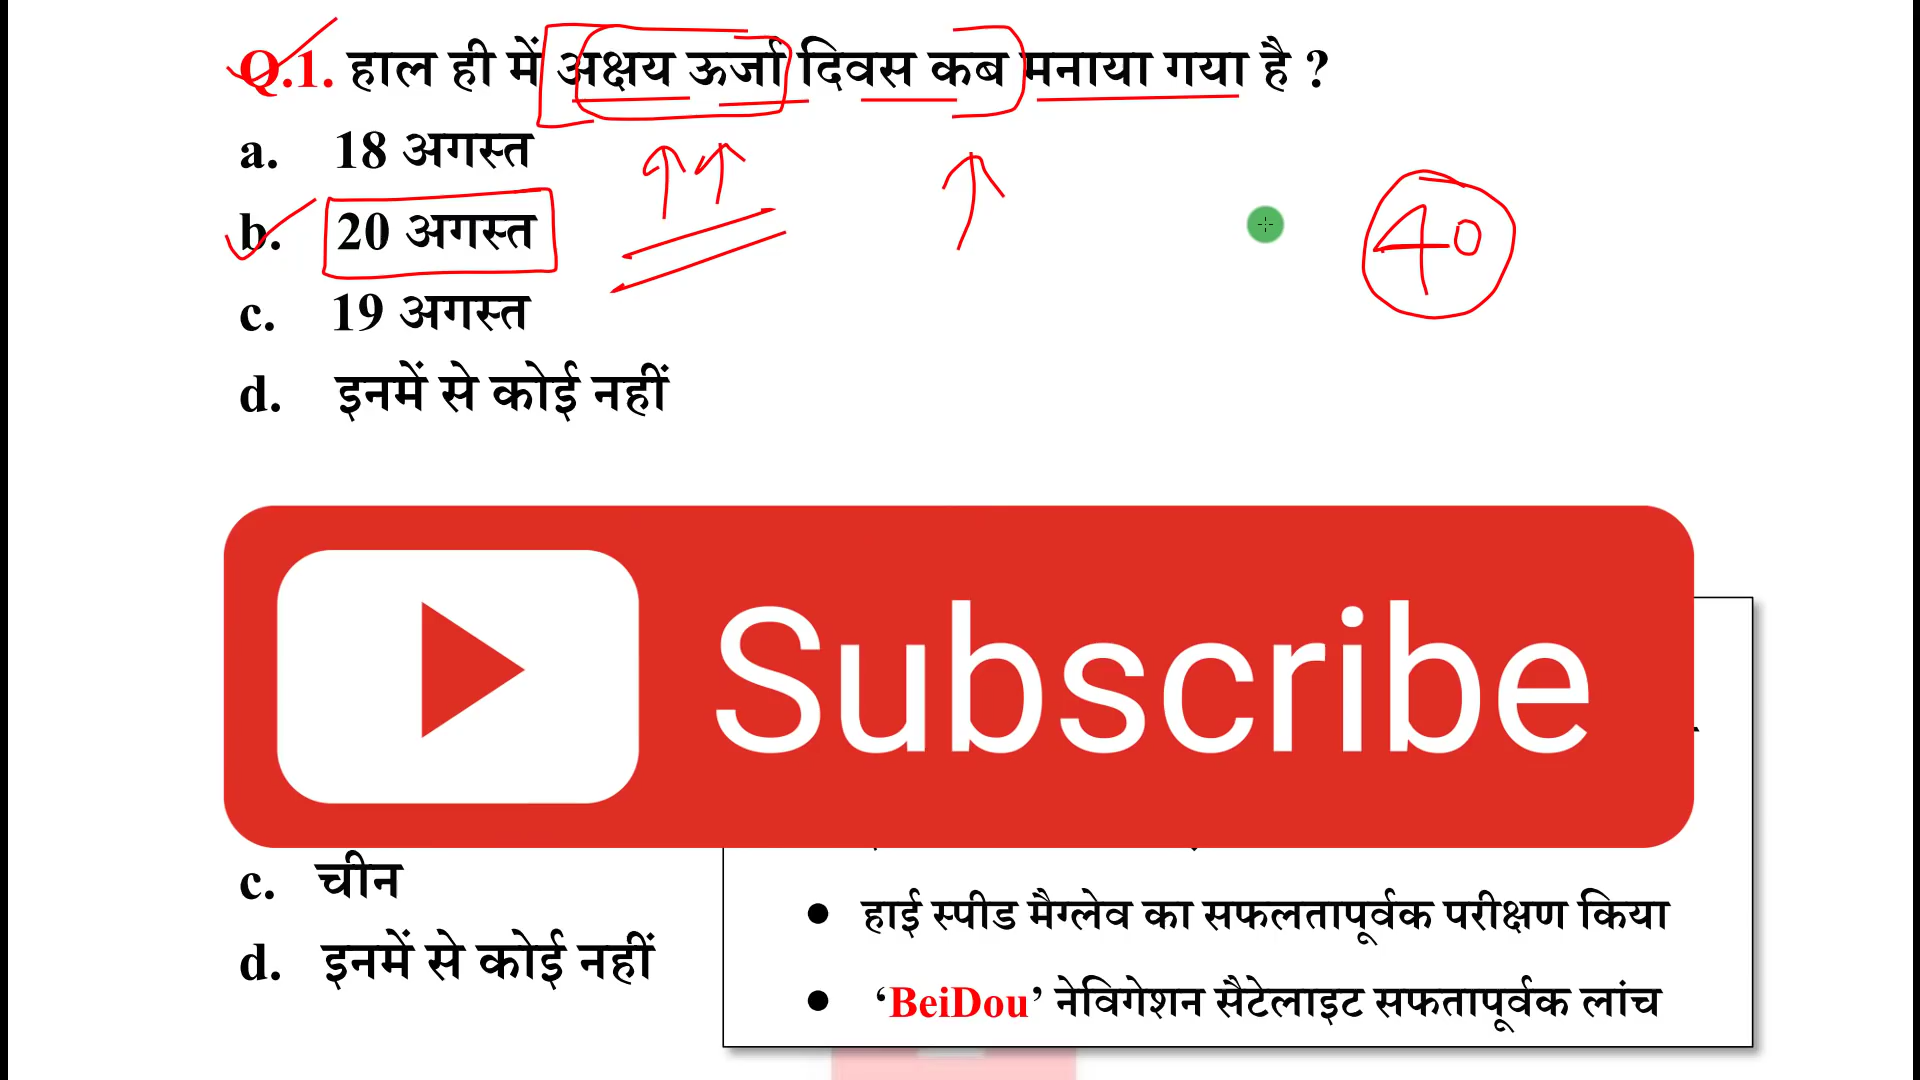 Q.1. हाल ही में अक्षय ऊर्जा दिवस कब मनाया गया है ?
a. 18 अगस्त
b. 20 अगस्त
40
c. 19 अगस्त
d. इनमें से कोई नहीं
Subscribe
c. चीन
d. इनमें से कोई नहीं
● हाई स्पीड मैग्लेव का सफलतापूर्वक परीक्षण किया
● ‘BeiDou’ नेविगेशन सैटेलाइट सफतापूर्वक लांच